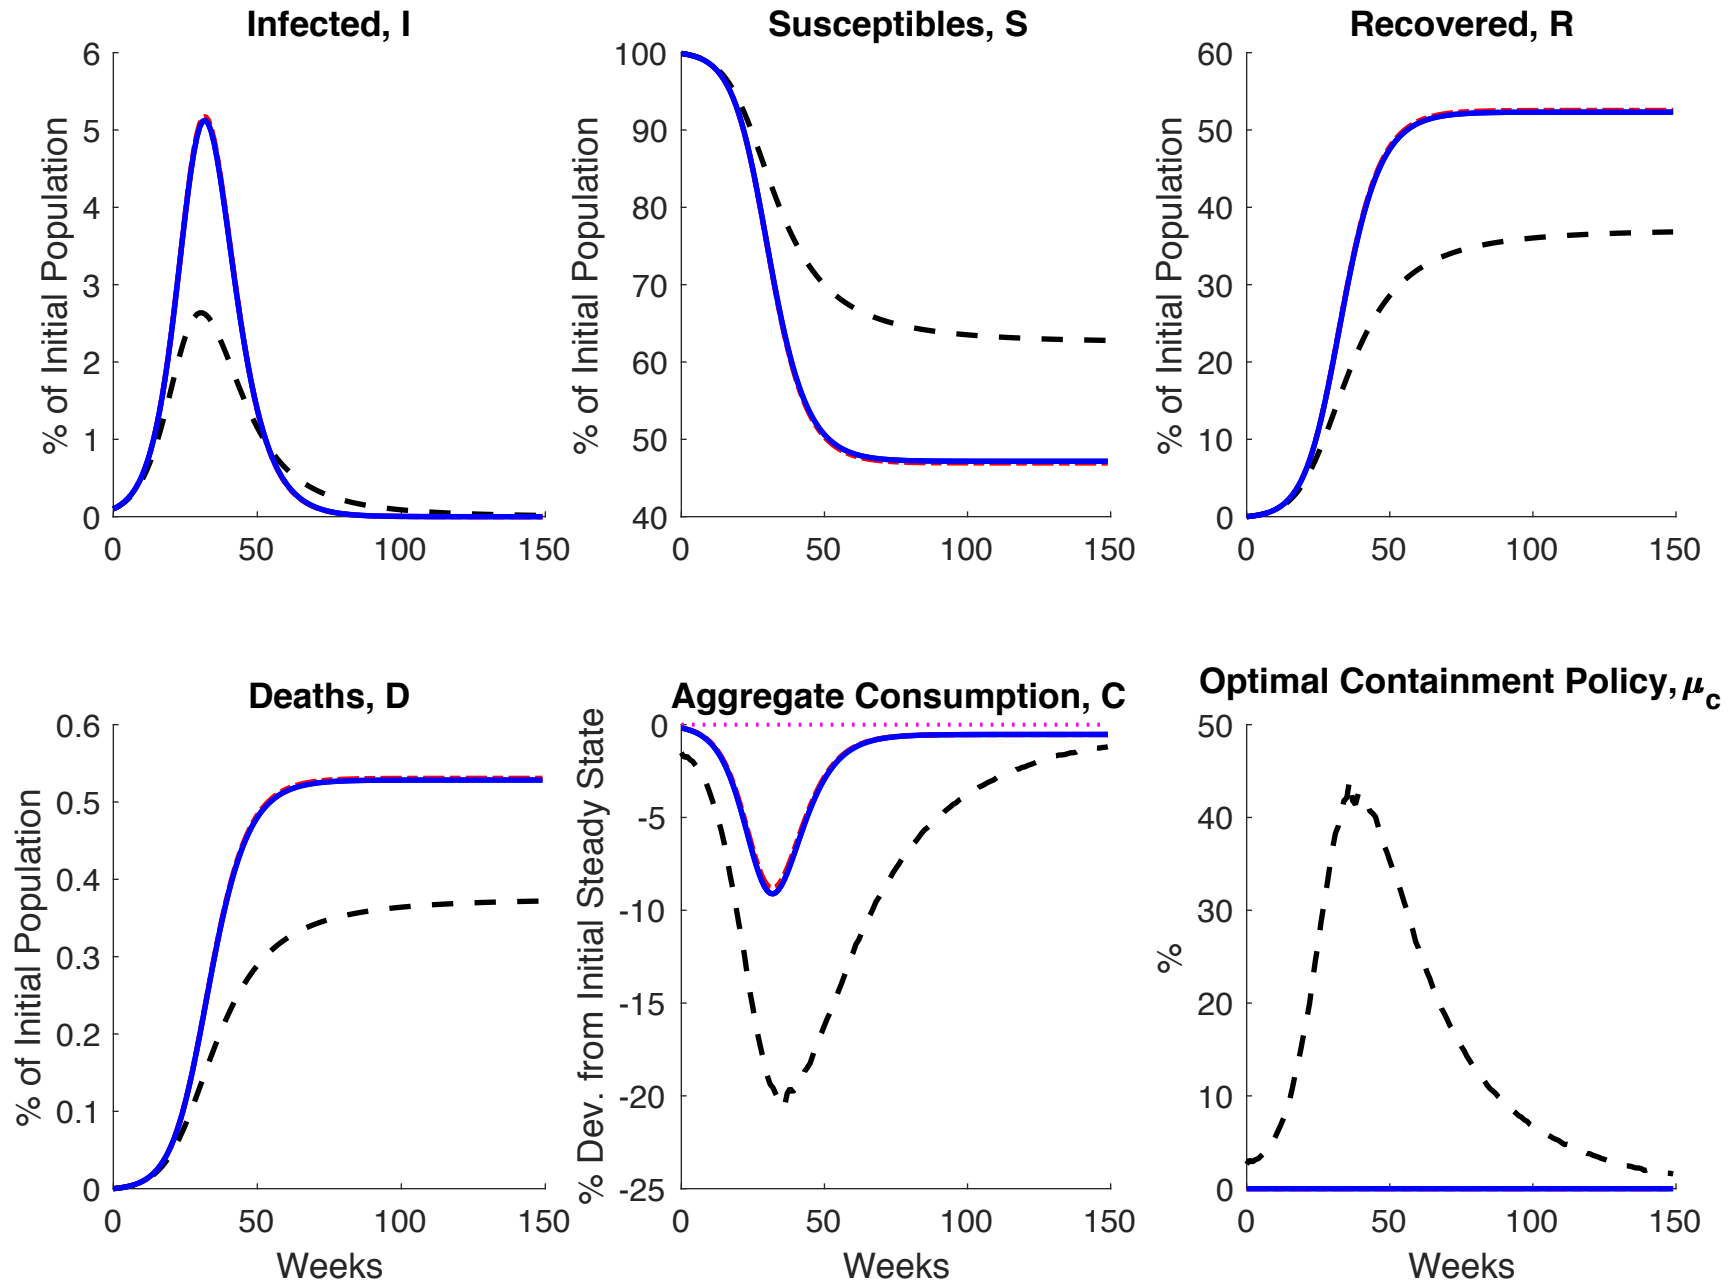 Infected, I
% of Initial Population
6
5
4
3
2
1
0
0 50 100 150
Susceptibles, S
% of Initial Population
100
90
80
70
60
50
40
0 50 100 150
Recovered, R
% of Initial Population
60
50
40
30
20
10
0
0 50 100 150
Deaths, D
% of Initial Population
0.6
0.5
0.4
0.3
0.2
0.1
0
0 50 100 150
Weeks
Aggregate Consumption, C
% Dev. from Initial Steady State
0
-5
-10
-15
-20
-25
0 50 100 150
Weeks
Optimal Containment Policy, μc
%
50
40
30
20
10
0
0 50 100 150
Weeks